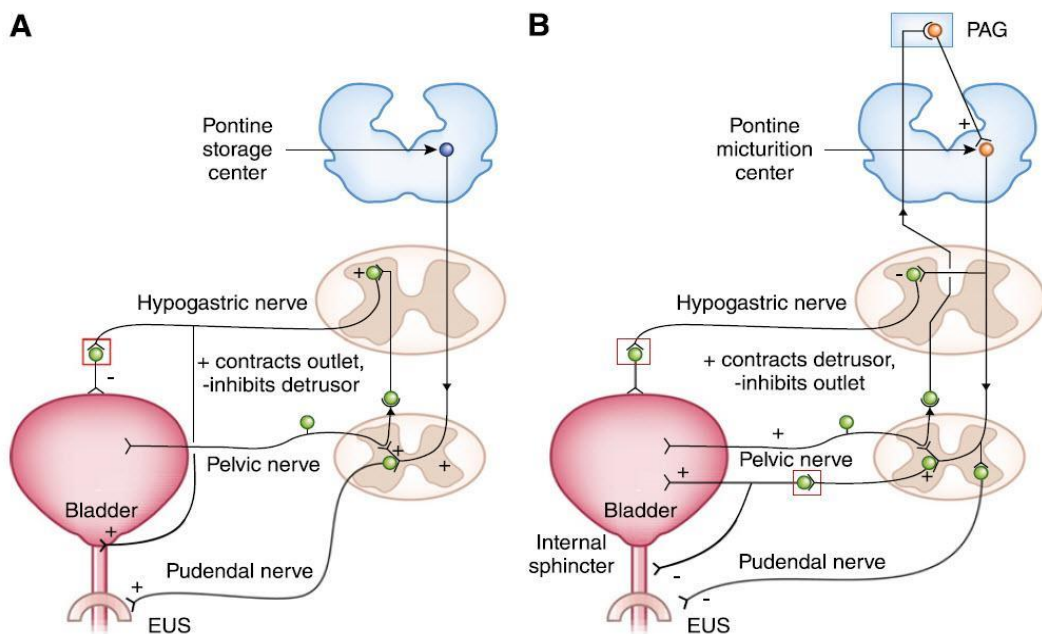 A
Pontine
storage
center
+
Hypogastric nerve
+ contracts outlet,
-inhibits detrusor
-
Pelvic nerve
+
+
Bladder
+
Pudendal nerve
+
EUS
B
PAG
+
Pontine
micturition
center
-
Hypogastric nerve
+ contracts detrusor,
-inhibits outlet
+
Pelvic nerve
+
+
Bladder
Internal
sphincter
-
Pudendal nerve
-
EUS